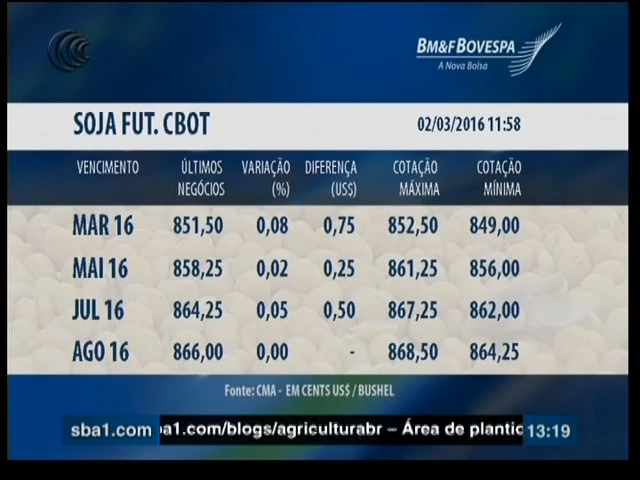 BM&FBOVESPA
A Nova Bolsa
SOJA FUT. CBOT 02/03/2016 11:58
VENCIMENTO ÚLTIMOS NEGÓCIOS VARIAÇÃO (%) DIFERENÇA (US$) COTAÇÃO MÁXIMA COTAÇÃO MÍNIMA
MAR 16 851,50 0,08 0,75 852,50 849,00
MAI 16 858,25 0,02 0,25 861,25 856,00
JUL 16 864,25 0,05 0,50 867,25 862,00
AGO 16 866,00 0,00 - 868,50 864,25
Fonte: CMA - EM CENTS US$ / BUSHEL
sba1.com a1.com/blogs/agriculturabr – Área de plantic 13:19